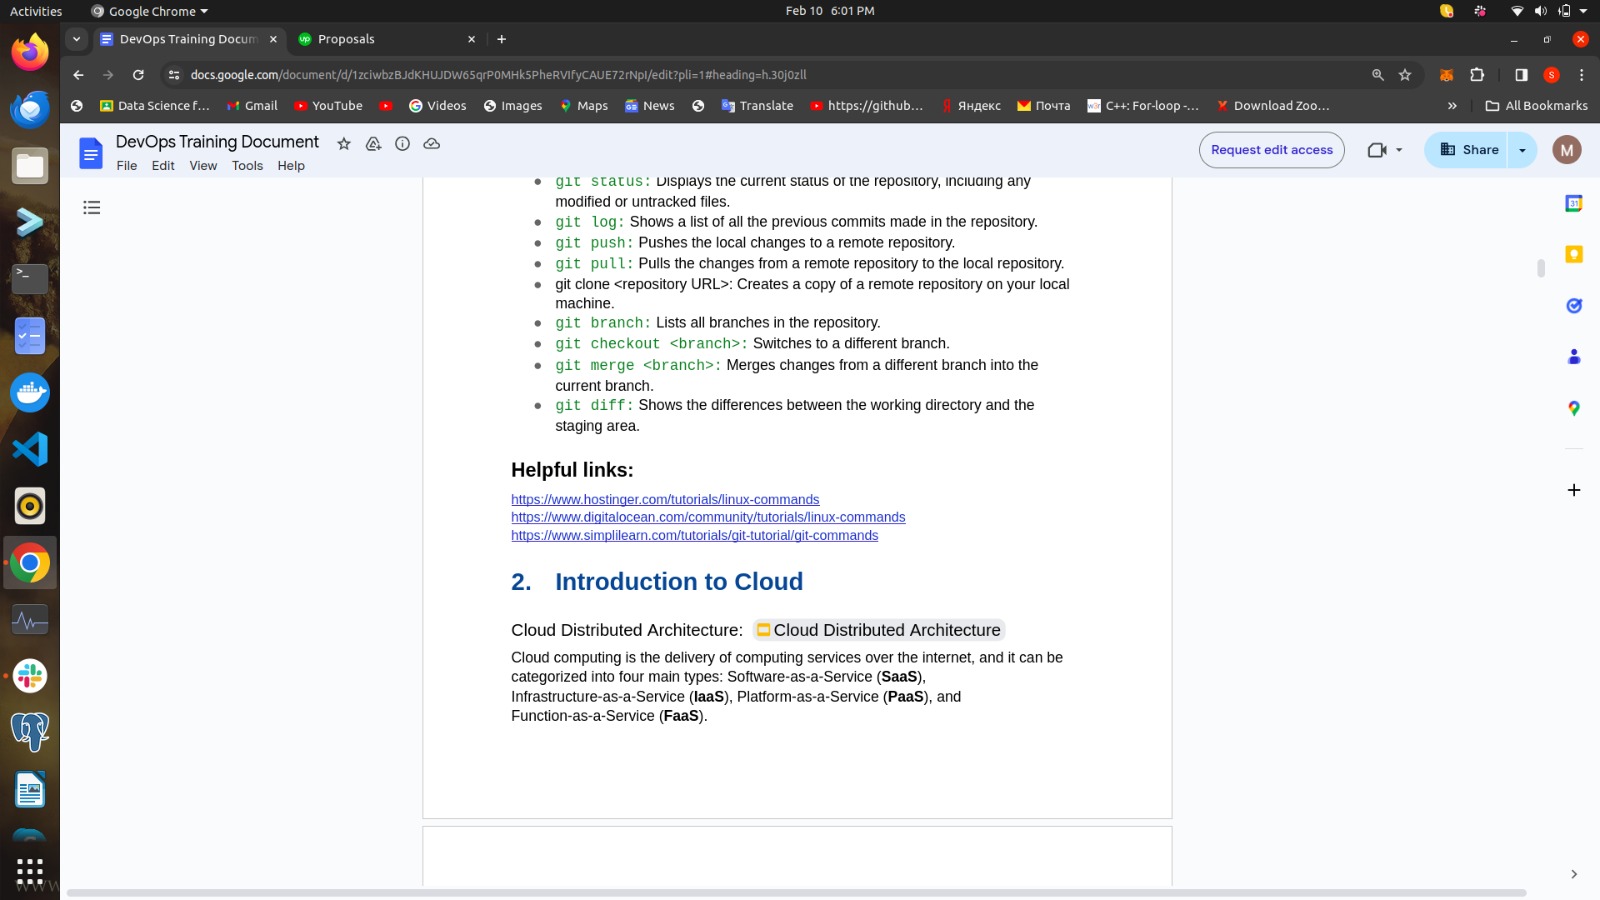 Activities Google Chrome Feb 10 6:01 PM
DevOps Training Docum Proposals
docs.google.com/document/d/1zciwbzBJdKHUJDW65qrP0MHk5PheRVIfyCAUE72rNpI/edit?pli=1#heading=h.30j0zll
Data Science f... Gmail YouTube Videos Images Maps News Translate https://github... Яндекс Почта C++: For-loop -... Download Zoo... » All Bookmarks
DevOps Training Document
File Edit View Tools Help
Request edit access Share M
git status: Displays the current status of the repository, including any
modified or untracked files.
git log: Shows a list of all the previous commits made in the repository.
git push: Pushes the local changes to a remote repository.
git pull: Pulls the changes from a remote repository to the local repository.
git clone <repository URL>: Creates a copy of a remote repository on your local
machine.
git branch: Lists all branches in the repository.
git checkout <branch>: Switches to a different branch.
git merge <branch>: Merges changes from a different branch into the
current branch.
git diff: Shows the differences between the working directory and the
staging area.
Helpful links:
https://www.hostinger.com/tutorials/linux-commands
https://www.digitalocean.com/community/tutorials/linux-commands
https://www.simplilearn.com/tutorials/git-tutorial/git-commands
2. Introduction to Cloud
Cloud Distributed Architecture: Cloud Distributed Architecture
Cloud computing is the delivery of computing services over the internet, and it can be
categorized into four main types: Software-as-a-Service (SaaS),
Infrastructure-as-a-Service (IaaS), Platform-as-a-Service (PaaS), and
Function-as-a-Service (FaaS).